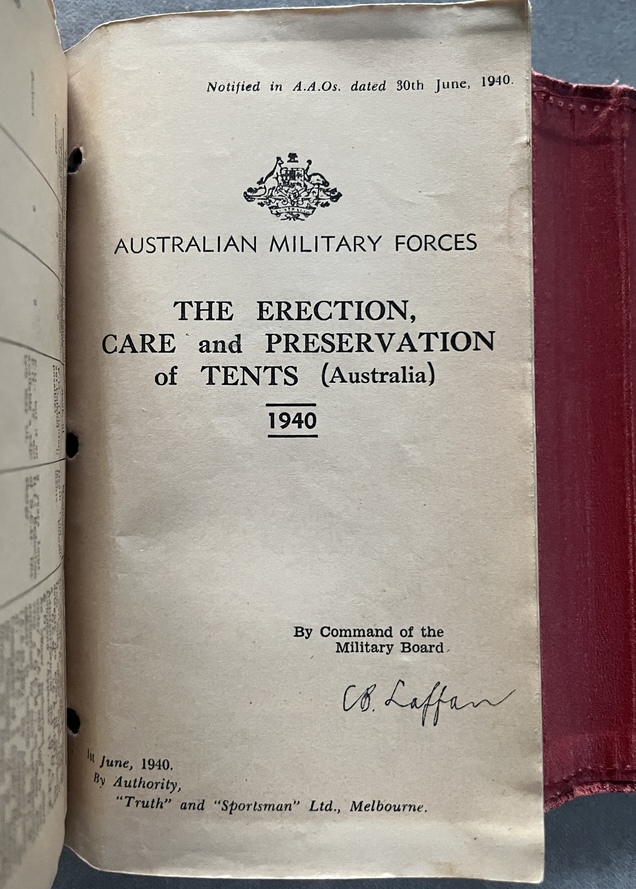 Notified in A.A.Os. dated 30th June, 1940.
AUSTRALIAN MILITARY FORCES
THE ERECTION,
CARE and PRESERVATION
of TENTS (Australia)
1940
By Command of the
Military Board.
C.B. Laffan
1st June, 1940.
By Authority,
"Truth" and "Sportsman" Ltd., Melbourne.